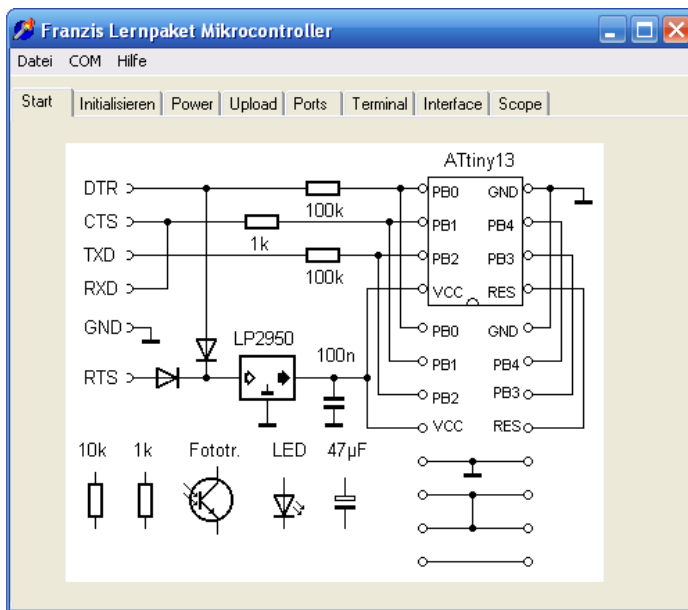 Franzis Lernpaket Mikrocontroller
Datei COM Hilfe
Start Initialisieren Power Upload Ports Terminal Interface Scope
ATtiny13
DTR 100k PB0 GND
CTS 1k PB1 PB4
TXD 100k PB2 PB3
RXD VCC RES
GND LP2950 100n PB0 GND
RTS PB1 PB4
PB2 PB3
VCC RES
10k 1k Fototr. LED 47µF